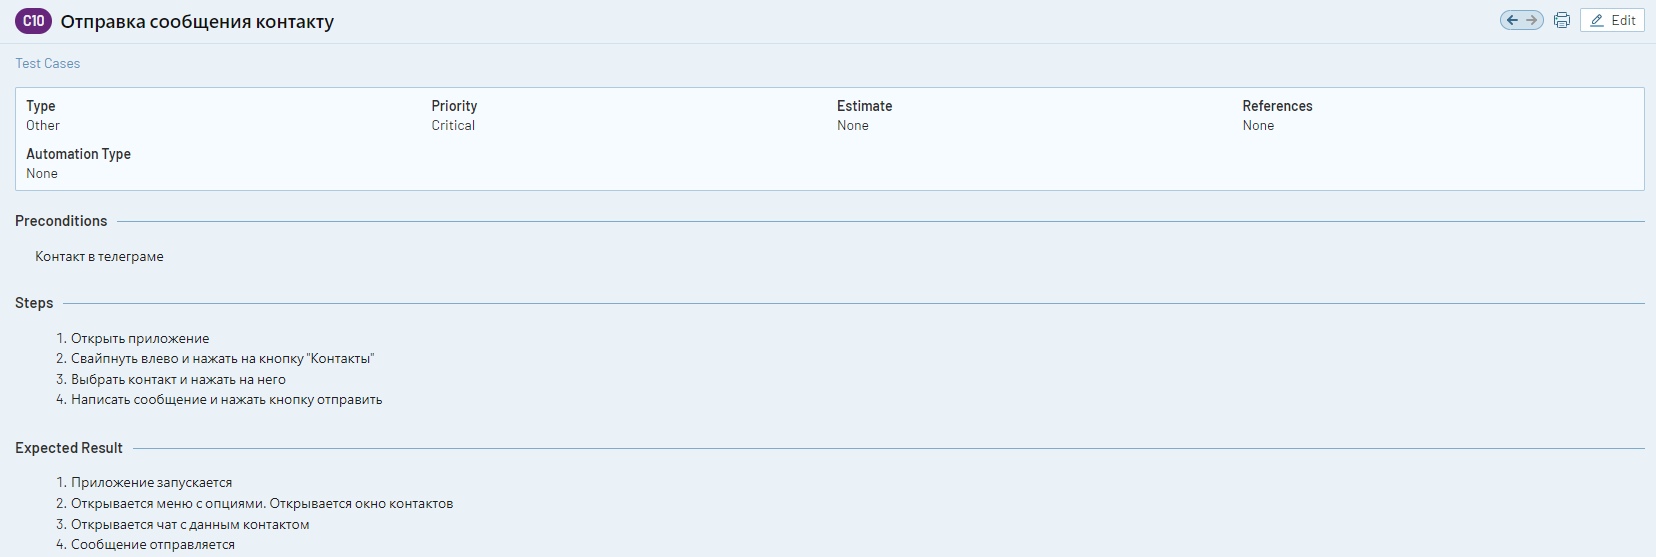 C10 Отправка сообщения контакту Edit
Test Cases
Type Priority Estimate References
Other Critical None None
Automation Type
None
Preconditions
Контакт в телеграме
Steps
1. Открыть приложение
2. Свайпнуть влево и нажать на кнопку "Контакты"
3. Выбрать контакт и нажать на него
4. Написать сообщение и нажать кнопку отправить
Expected Result
1. Приложение запускается
2. Открывается меню с опциями. Открывается окно контактов
3. Открывается чат с данным контактом
4. Сообщение отправляется